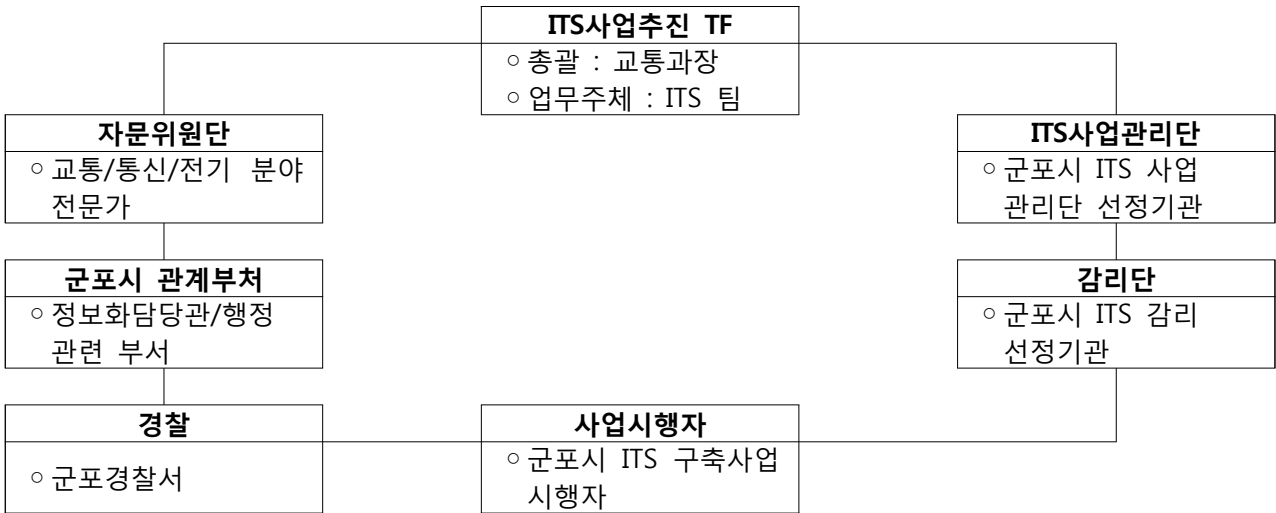 ITS사업추진 TF
○ 총괄 : 교통과장
○ 업무주체 : ITS 팀
자문위원단
○ 교통/통신/전기 분야
전문가
ITS사업관리단
○ 군포시 ITS 사업
관리단 선정기관
군포시 관계부처
○ 정보화담당관/행정
관련 부서
감리단
○ 군포시 ITS 감리
선정기관
경찰
○ 군포경찰서
사업시행자
○ 군포시 ITS 구축사업
시행자